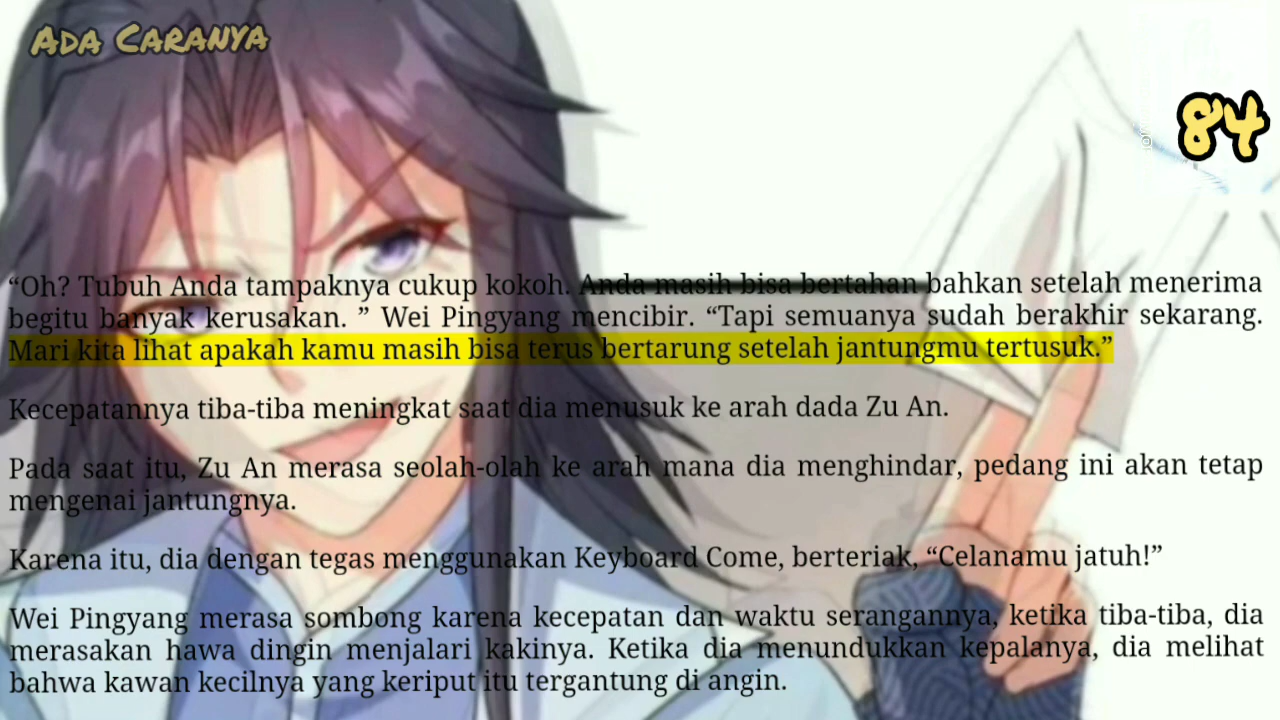 ADA CARANYA
84
“Oh? Tubuh Anda tampaknya cukup kokoh. Anda masih bisa bertahan bahkan setelah menerima
begitu banyak kerusakan. ” Wei Pingyang mencibir. “Tapi semuanya sudah berakhir sekarang.
Mari kita lihat apakah kamu masih bisa terus bertarung setelah jantungmu tertusuk.”
Kecepatannya tiba-tiba meningkat saat dia menusuk ke arah dada Zu An.
Pada saat itu, Zu An merasa seolah-olah ke arah mana dia menghindar, pedang ini akan tetap
mengenai jantungnya.
Karena itu, dia dengan tegas menggunakan Keyboard Come, berteriak, “Celanamu jatuh!”
Wei Pingyang merasa sombong karena kecepatan dan waktu serangannya, ketika tiba-tiba, dia
merasakan hawa dingin menjalari kakinya. Ketika dia menundukkan kepalanya, dia melihat
bahwa kawan kecilnya yang keriput itu tergantung di angin.